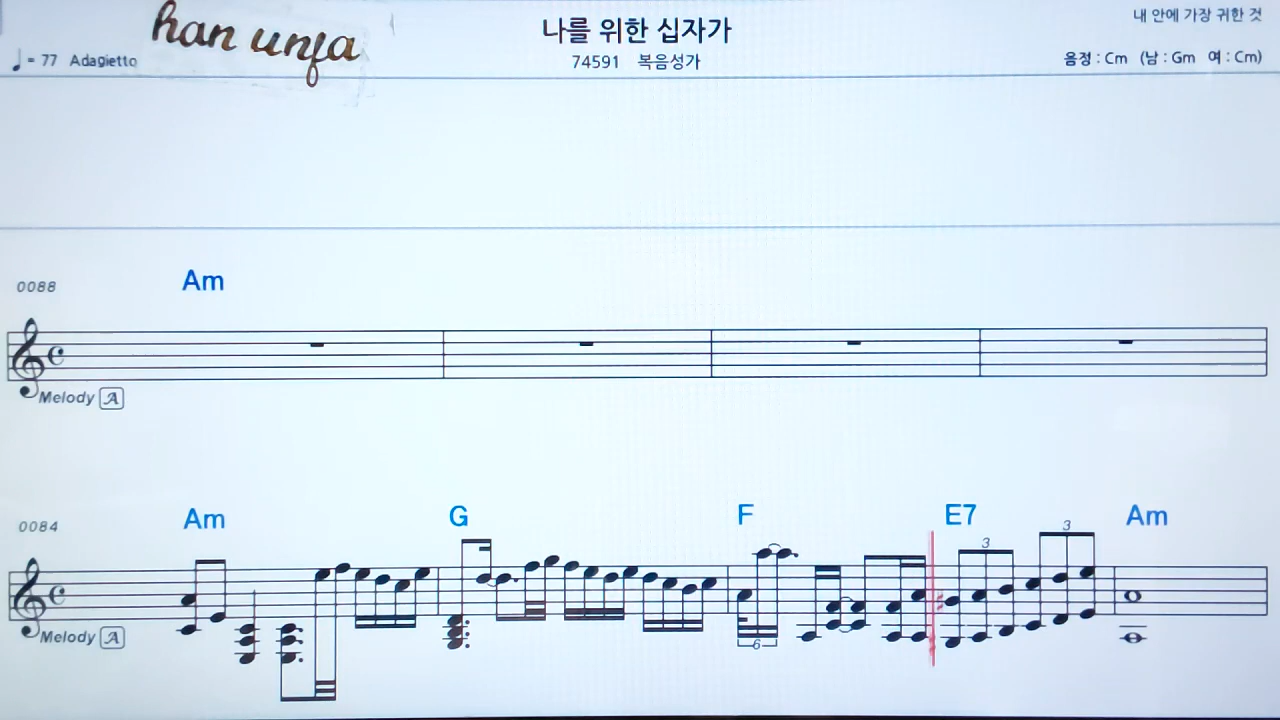 han unja
나를 위한 십자가
내 안에 가장 귀한 것
♩ = 77 Adagietto
74591 복음성가
음정 : Cm (남 : Gm 여 : Cm)
0088 Am
Melody A
0084 Am G F E7 Am
3 3
Melody A
6